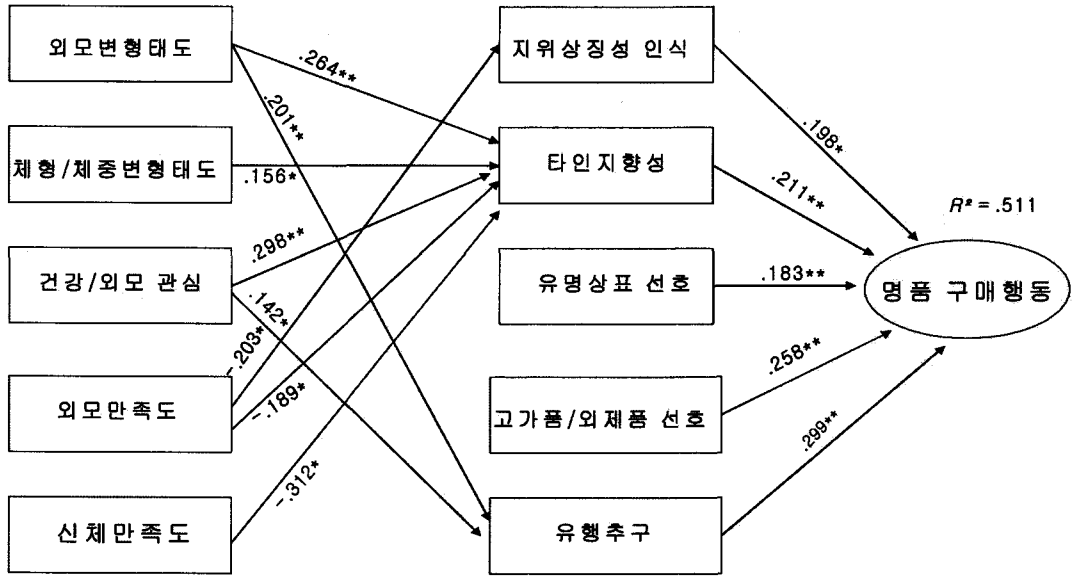 외모변형태도
지위상징성 인식
.264**
.201**
.198*
체형/체중변형태도
타인지향성
.156*
.211**
R² = .511
.298**
건강/외모 관심
유명상표 선호
.183**
명품 구매행동
.142*
-.203*
-.189*
.258**
외모만족도
고가품/외제품 선호
.299**
-.312*
신체만족도
유행추구